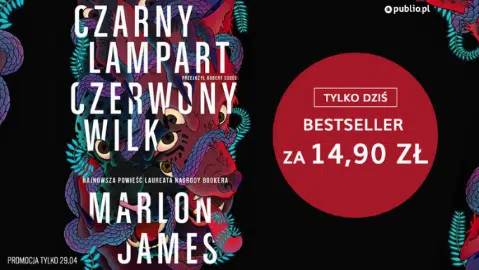 CZARNY
LAMPART
PRZEŁOŻYŁ ROBERT SUDÓŁ
CZERWONY
WILK
NAJNOWSZA POWIEŚĆ LAUREATA NAGRODY BOOKERA
MARLON
JAMES
PROMOCJA TYLKO 29.04
publio.pl
TYLKO DZIŚ
BESTSELLER
ZA 14,90 ZŁ